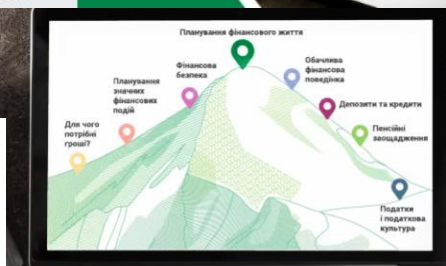 Планування фінансового життя
Фінансова
безпека
Обачлива
фінансова
поведінка
Планування
значних
фінансових
подій
Депозити та кредити
Для чого
потрібні
гроші?
Пенсійні
заощадження
Податки
і податкова
культура